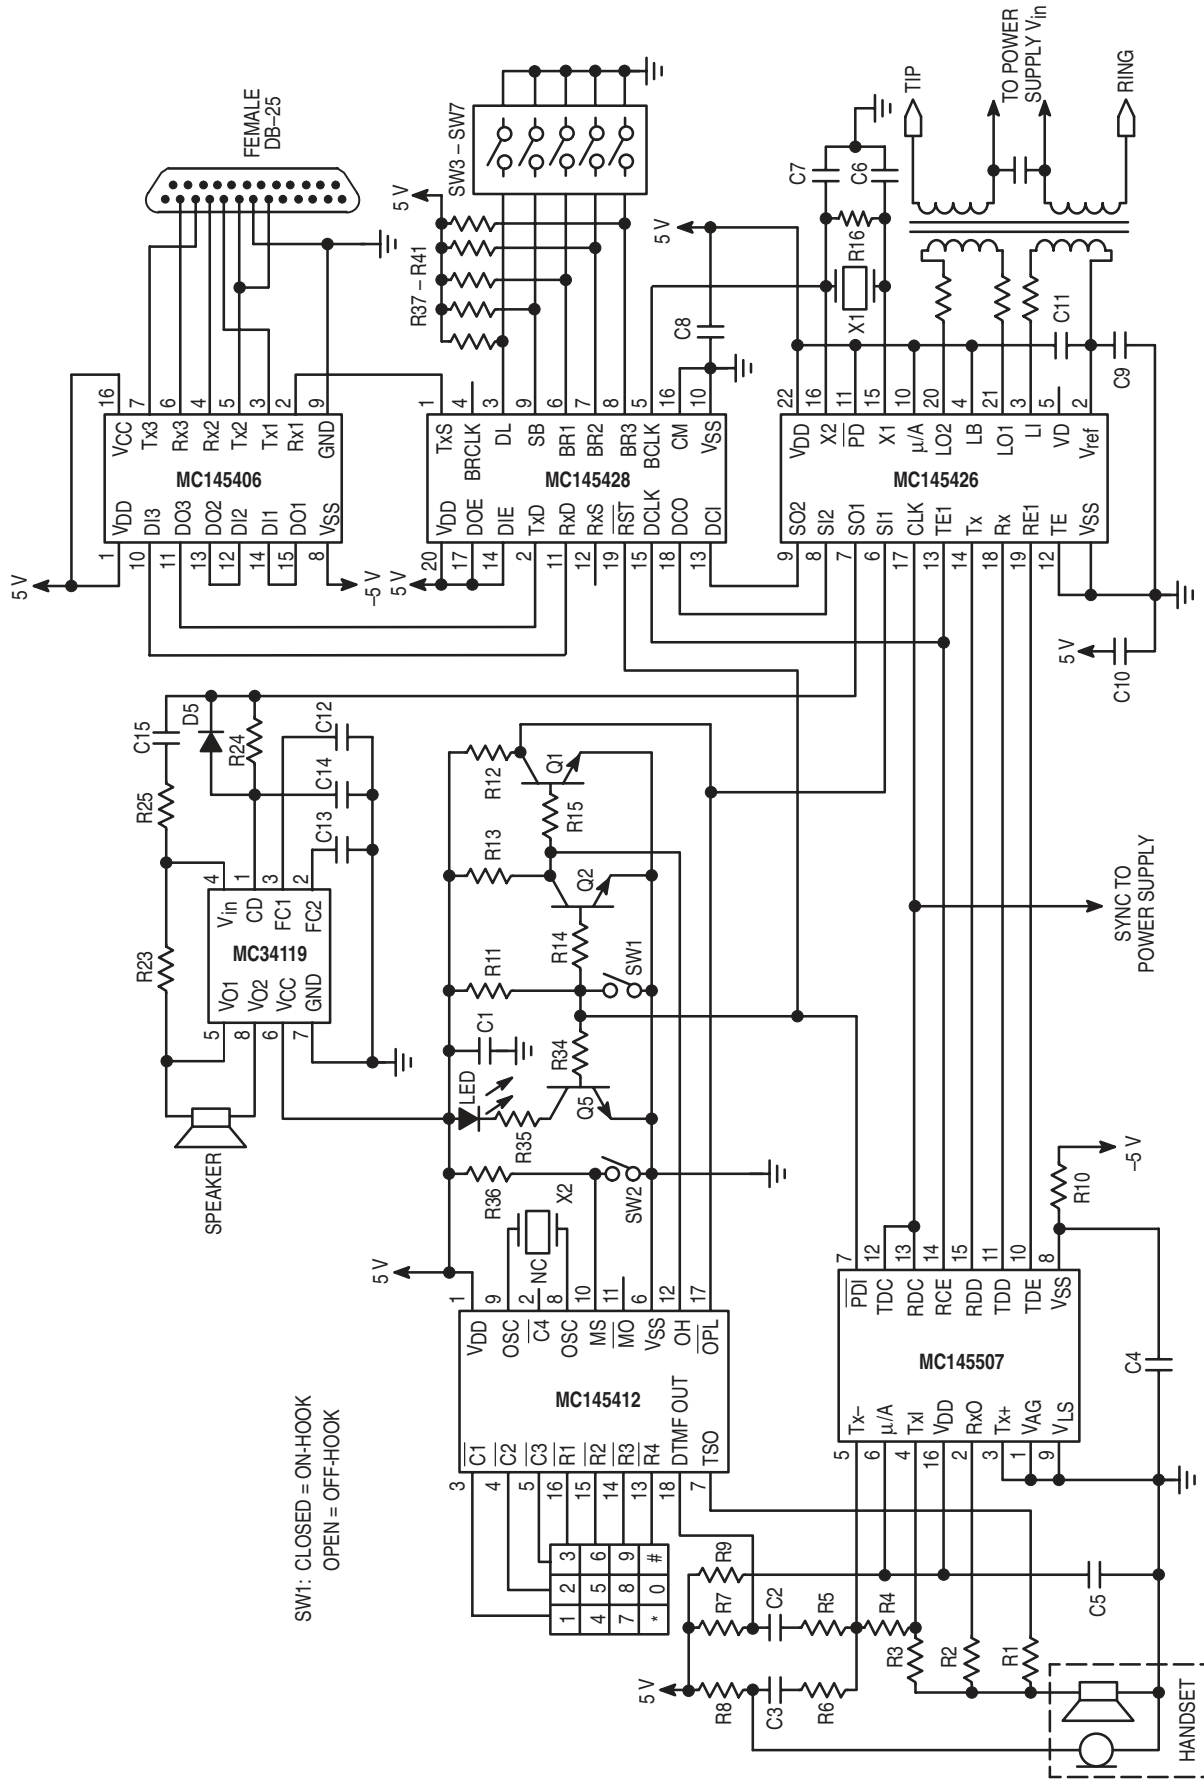 SW1: CLOSED = ON-HOOK
OPEN = OFF-HOOK
SPEAKER
R23
R25
C15
D5
R24
C12
C14
C13
MC34119
5 VO1
8 VO2
6 VCC
7 GND
Vin 4
CD 1
FC1 3
FC2 2
5 V
VDD
VCC
1
16
10 DI3
Tx3 7
11 DO3
Rx3 6
13 DO2
Rx2 4
12 DI2
Tx2 5
14 DI1
Tx1 3
15 DO1
Rx1 2
8 VSS
GND 9
MC145406
–5 V
FEMALE
DB–25
5 V
20 VDD
TxS 1
17 DOE
BRCLK 4
14 DIE
DL 3
2 TxD
SB 9
11 RxD
BR1 6
12 RxS
BR2 7
19 RST
BR3 8
15 DCLK
BCLK 5
18 DCO
CM 16
13 DCI
VSS 10
MC145428
5 V
R37 – R41
SW3 – SW7
5 V
C8
5 V
R36
X2
NC
SW2
LED
R35
Q5
C1
R34
R11
SW1
R14
R13
Q2
R15
R12
Q1
MC145412
3 C1
4 C2
5 C3
16 R1
15 R2
14 R3
13 R4
18 DTMF OUT
7 TSO
VDD 1
OSC 9
C4 2
OSC 8
MS 10
MO 11
VSS 6
OH 12
OPL 17
1 2 3
4 5 6
7 8 9
* 0 #
MC145426
9 SO2
8 SI2
7 SO1
6 SI1
17 CLK
13 TE1
14 Tx
18 Rx
19 RE1
12 TE
VSS
VDD 22
X2 16
PD 11
X1 15
μ/A 10
LO2 20
LB 4
LO1 21
LI 3
VD 5
Vref 2
X1
R16
C7
C6
C11
C9
5 V
C10
TIP
TO POWER
SUPPLY Vin
RING
SYNC TO
POWER SUPPLY
MC145507
5 Tx–
6 μ/A
4 TxI
16 VDD
2 RxO
3 Tx+
1 VAG
9 VLS
PDI 7
TDC 12
RDC 13
RCE 14
RDD 15
TDD 11
TDE 10
VSS 8
R10
–5 V
C4
5 V
R8
R7
R9
C3
C2
R6
R5
R4
R3
R2
R1
C5
HANDSET